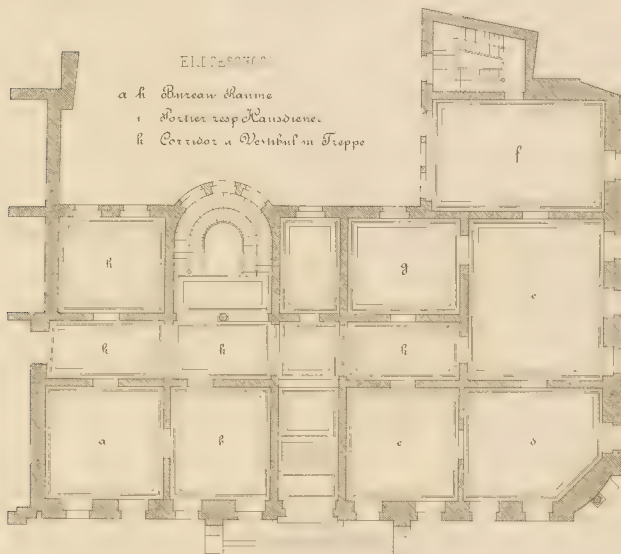 a h Bureau Räume
i Portier resp Hausdiener
k Corridor u Vestibul m Treppe
f
h
g
e
k
k
k
a
b
c
d